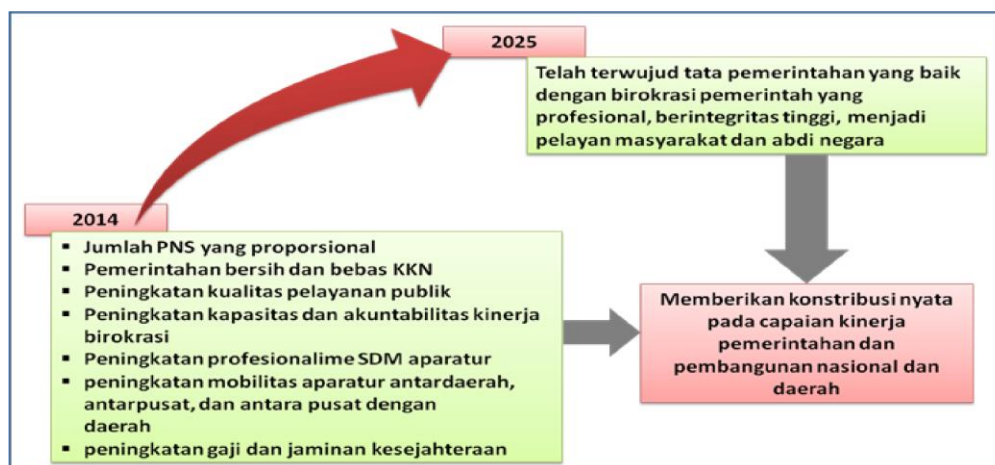 2025
Telah terwujud tata pemerintahan yang baik
dengan birokrasi pemerintah yang
profesional, berintegritas tinggi, menjadi
pelayan masyarakat dan abdi negara
2014
▪ Jumlah PNS yang proporsional
▪ Pemerintahan bersih dan bebas KKN
▪ Peningkatan kualitas pelayanan publik
▪ Peningkatan kapasitas dan akuntabilitas kinerja
birokrasi
▪ Peningkatan profesionalime SDM aparatur
▪ peningkatan mobilitas aparatur antardaerah,
antarpusat, dan antara pusat dengan
daerah
▪ peningkatan gaji dan jaminan kesejahteraan
Memberikan konstribusi nyata
pada capaian kinerja
pemerintahan dan
pembangunan nasional dan
daerah